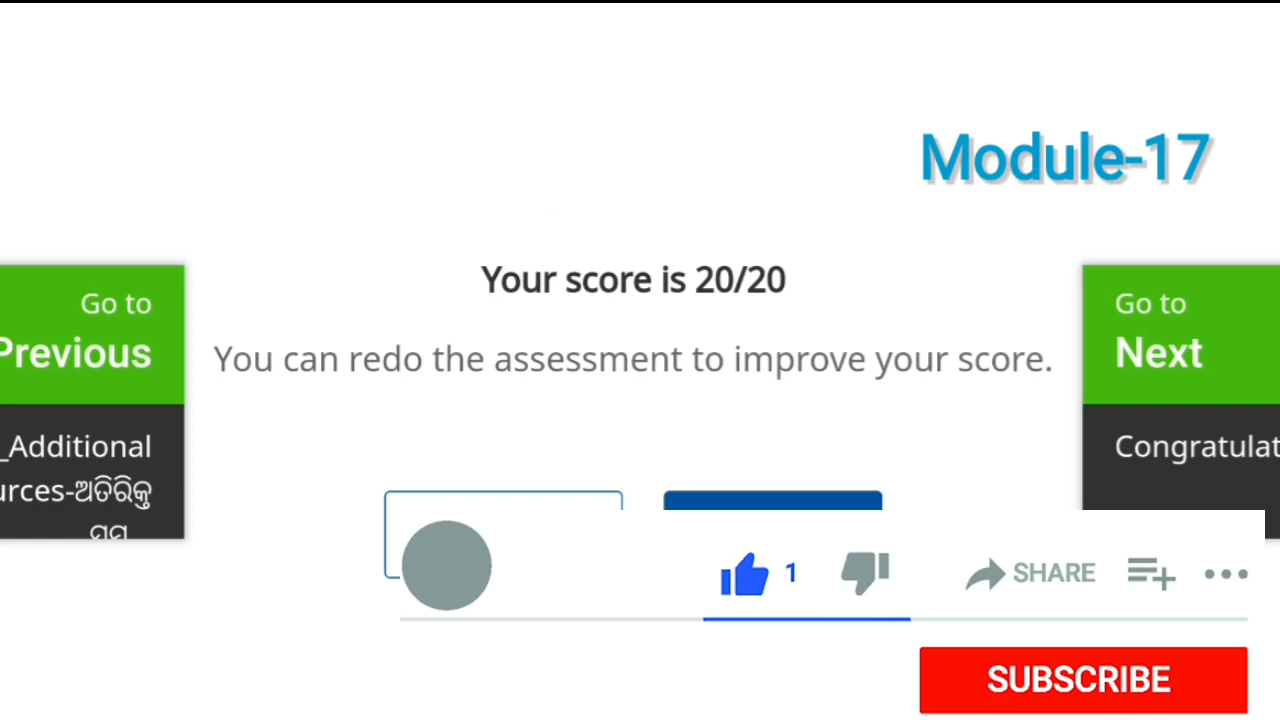 Module-17
Your score is 20/20
You can redo the assessment to improve your score.
Go to
Previous
_Additional
urces-ଅତିରିକ୍ତ
Go to
Next
Congratulat
1
SHARE
SUBSCRIBE